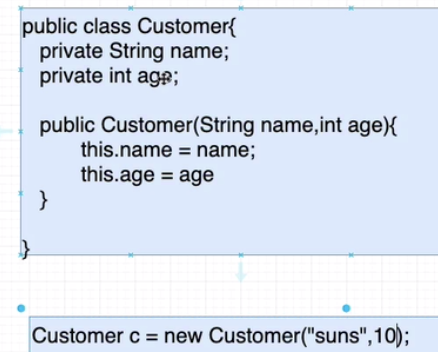 public class Customer{
private String name;
private int age;
public Customer(String name,int age){
this.name = name;
this.age = age
}
}
Customer c = new Customer("suns",10);